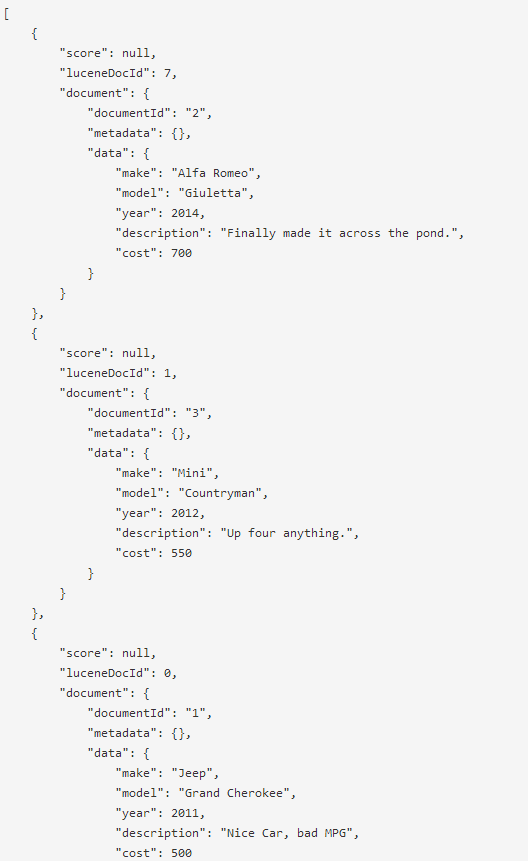 [
    {
        "score": null,
        "luceneDocId": 7,
        "document": {
            "documentId": "2",
            "metadata": {},
            "data": {
                "make": "Alfa Romeo",
                "model": "Giuletta",
                "year": 2014,
                "description": "Finally made it across the pond.",
                "cost": 700
            }
        }
    },
    {
        "score": null,
        "luceneDocId": 1,
        "document": {
            "documentId": "3",
            "metadata": {},
            "data": {
                "make": "Mini",
                "model": "Countryman",
                "year": 2012,
                "description": "Up four anything.",
                "cost": 550
            }
        }
    },
    {
        "score": null,
        "luceneDocId": 0,
        "document": {
            "documentId": "1",
            "metadata": {},
            "data": {
                "make": "Jeep",
                "model": "Grand Cherokee",
                "year": 2011,
                "description": "Nice Car, bad MPG",
                "cost": 500